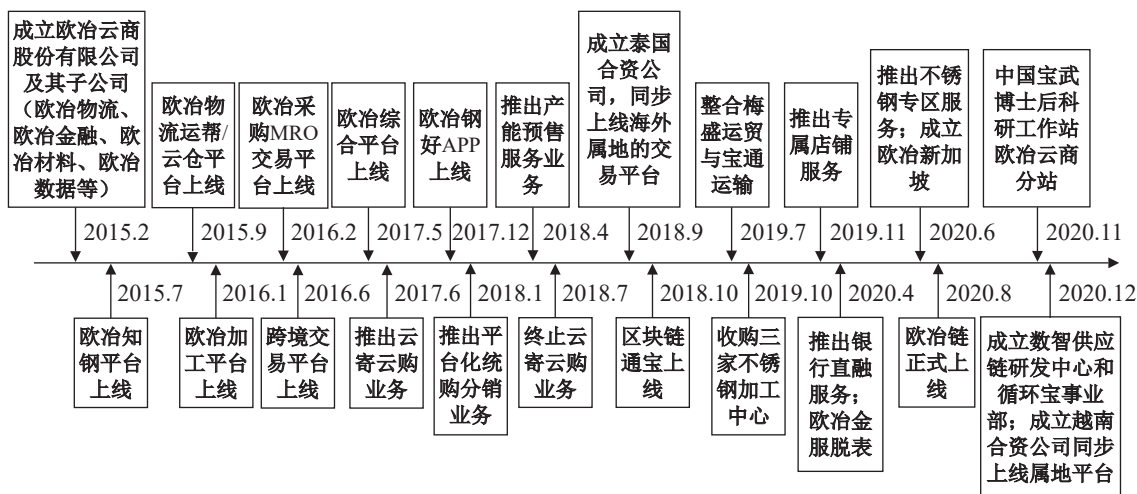 成立欧冶云商
股份有限公司
及其子公司
（欧冶物流、
欧冶金融、欧
冶材料、欧冶
数据等）
欧冶物
流运帮/
云仓平
台上线
欧冶采
购MRO
交易平
台上线
欧冶综
合平台
上线
欧冶钢
好APP
上线
推出产
能预售
服务业
务
成立泰国
合资公
司，同步
上线海外
属地的交
易平台
整合梅
盛运贸
与宝通
运输
推出专
属店铺
服务
推出不锈
钢专区服
务；成立
欧冶新加
坡
中国宝武
博士后科
研工作站
欧冶云商
分站
2015.2
2015.9
2016.2
2017.5
2017.12
2018.4
2018.9
2019.7
2019.11
2020.6
2020.11
2015.7
2016.1
2016.6
2017.6
2018.1
2018.7
2018.10
2019.10
2020.4
2020.8
2020.12
欧冶知
钢平台
上线
欧冶加
工平台
上线
跨境交
易平台
上线
推出云
寄云购
业务
推出平
台化统
购分销
业务
终止云
寄云购
业务
区块链
通宝上
线
收购三
家不锈
钢加工
中心
推出银
行直融
服务；
欧冶金
服脱表
欧冶链
正式上
线
成立数智供应
链研发中心和
循环宝事业
部；成立越南
合资公司同步
上线属地平台